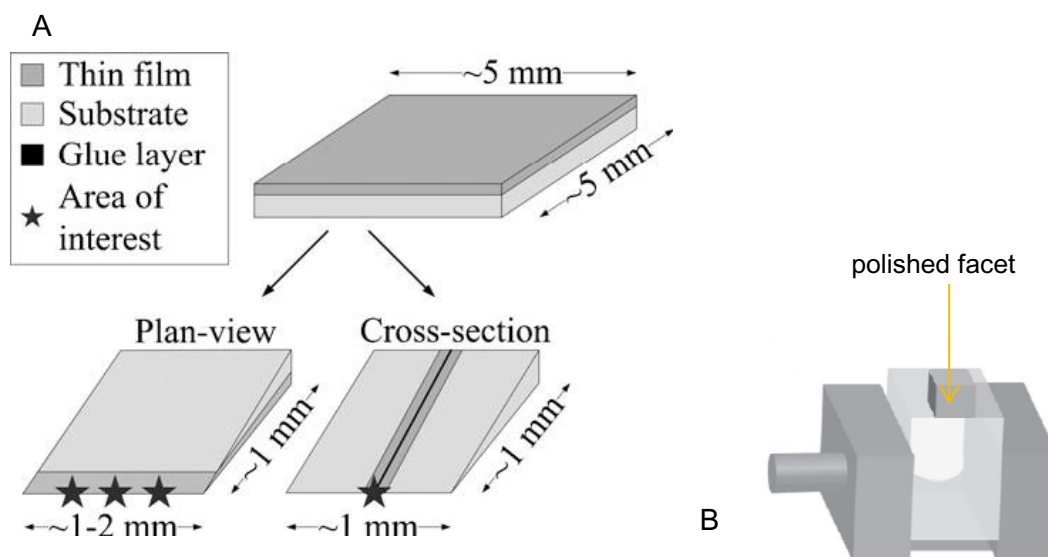 A
Thin film
Substrate
Glue layer
Area of
interest
~5 mm
~5 mm
Plan-view
Cross-section
~1 mm
~1 mm
~1-2 mm
~1 mm
polished facet
B